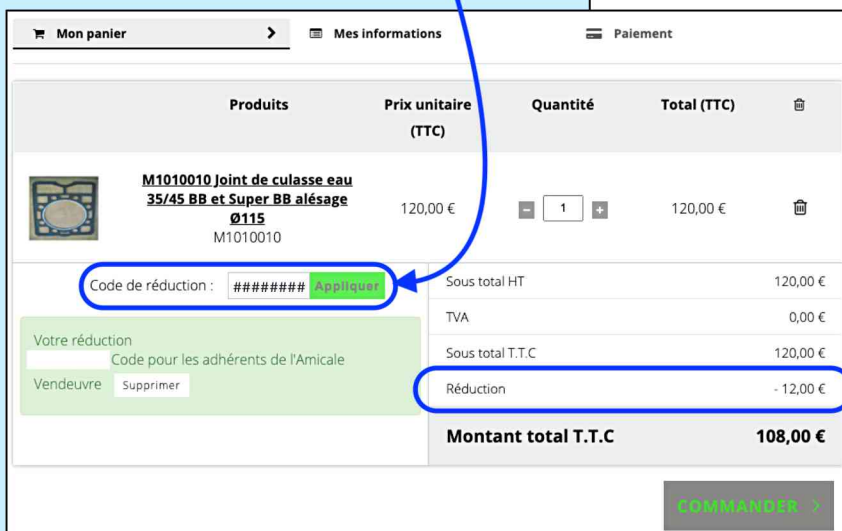 Mon panier > Mes informations Paiement
Produits Prix unitaire Quantité Total (TTC)
(TTC)
M1010010 Joint de culasse eau
35/45 BB et Super BB alésage
Ø115
M1010010
120,00 € - 1 + 120,00 €
Code de réduction : ######## Appliquer
Votre réduction
Code pour les adhérents de l'Amicale
Vendeuvre Supprimer
Sous total HT 120,00 €
TVA 0,00 €
Sous total T.T.C 120,00 €
Réduction - 12,00 €
Montant total T.T.C 108,00 €
COMMANDER >